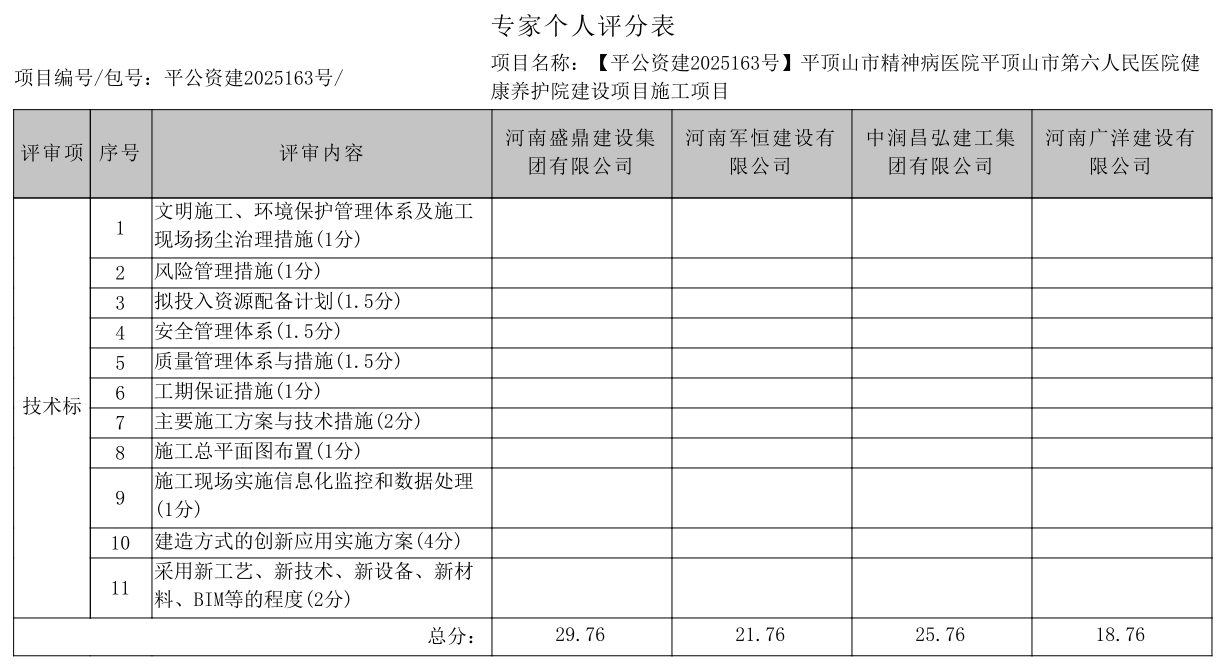 专家个人评分表
项目编号/包号：平公资建2025163号/
项目名称：【平公资建2025163号】平顶山市精神病医院平顶山市第六人民医院健
康养护院建设项目施工项目
评审项 序号 评审内容 河南盛鼎建设集 河南军恒建设有 中润昌弘建工集 河南广洋建设有
团有限公司 限公司 团有限公司 限公司
技术标
1 文明施工、环境保护管理体系及施工
现场扬尘治理措施(1分)
2 风险管理措施(1分)
3 拟投入资源配备计划(1.5分)
4 安全管理体系(1.5分)
5 质量管理体系与措施(1.5分)
6 工期保证措施(1分)
7 主要施工方案与技术措施(2分)
8 施工总平面图布置(1分)
9 施工现场实施信息化监控和数据处理
(1分)
10 建造方式的创新应用实施方案(4分)
11 采用新工艺、新技术、新设备、新材
料、BIM等的程度(2分)
总分： 29.76 21.76 25.76 18.76